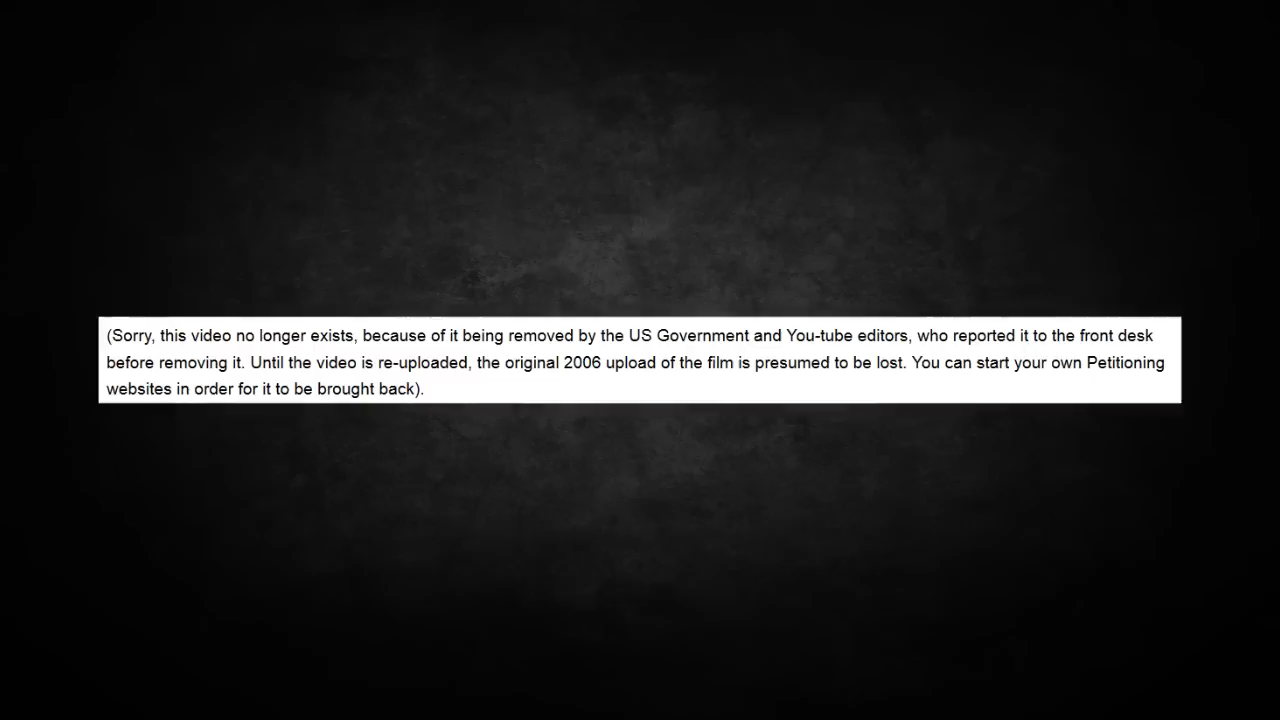 (Sorry, this video no longer exists, because of it being removed by the US Government and You-tube editors, who reported it to the front desk
before removing it. Until the video is re-uploaded, the original 2006 upload of the film is presumed to be lost. You can start your own Petitioning
websites in order for it to be brought back).